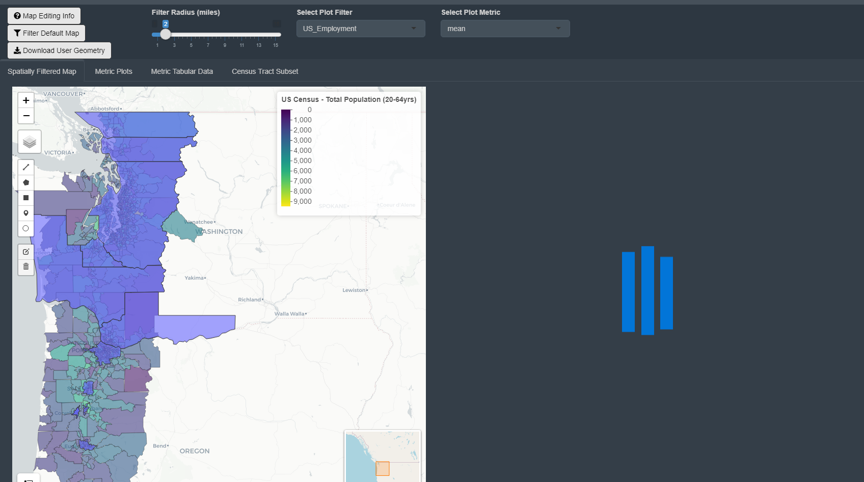 Map Editing Info
Filter Default Map
Download User Geometry
Filter Radius (miles)
2
1 3 5 7 9 11 13 15
Select Plot Filter
US_Employment
Select Plot Metric
mean
Spatially Filtered Map
Metric Plots
Metric Tabular Data
Census Tract Subset
+
−
VANCOUVER
Abbotsford
VICTORIA
US Census - Total Population (20-64yrs)
0
1,000
2,000
3,000
4,000
5,000
6,000
7,000
8,000
9,000
Wenatchee
WASHINGTON
Yakima
Richland
Walla Walla
Lewiston
Bend
OREGON